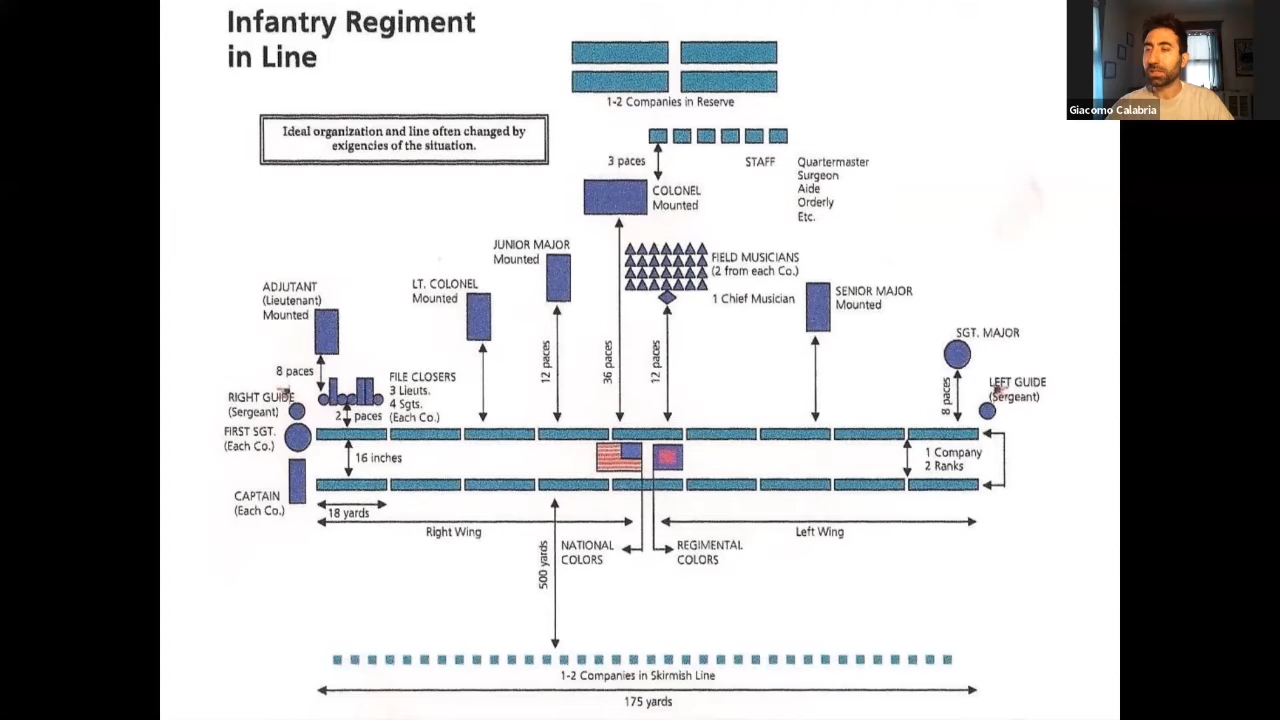 Infantry Regiment
in Line
Giacomo Calabria
1-2 Companies in Reserve
Ideal organization and line often changed by
exigencies of the situation.
3 paces
STAFF
Quartermaster
Surgeon
Aide
Orderly
Etc.
COLONEL
Mounted
JUNIOR MAJOR
Mounted
FIELD MUSICIANS
(2 from each Co.)
1 Chief Musician
ADJUTANT
(Lieutenant)
Mounted
LT. COLONEL
Mounted
SENIOR MAJOR
Mounted
SGT. MAJOR
8 paces
12 paces
36 paces
12 paces
8 paces
FILE CLOSERS
3 Lieuts.
4 Sgts.
(Each Co.)
RIGHT GUIDE
(Sergeant)
2 paces
LEFT GUIDE
(Sergeant)
FIRST SGT.
(Each Co.)
16 inches
1 Company
2 Ranks
CAPTAIN
(Each Co.)
18 yards
Right Wing
Left Wing
500 yards
NATIONAL
COLORS
REGIMENTAL
COLORS
1-2 Companies in Skirmish Line
175 yards